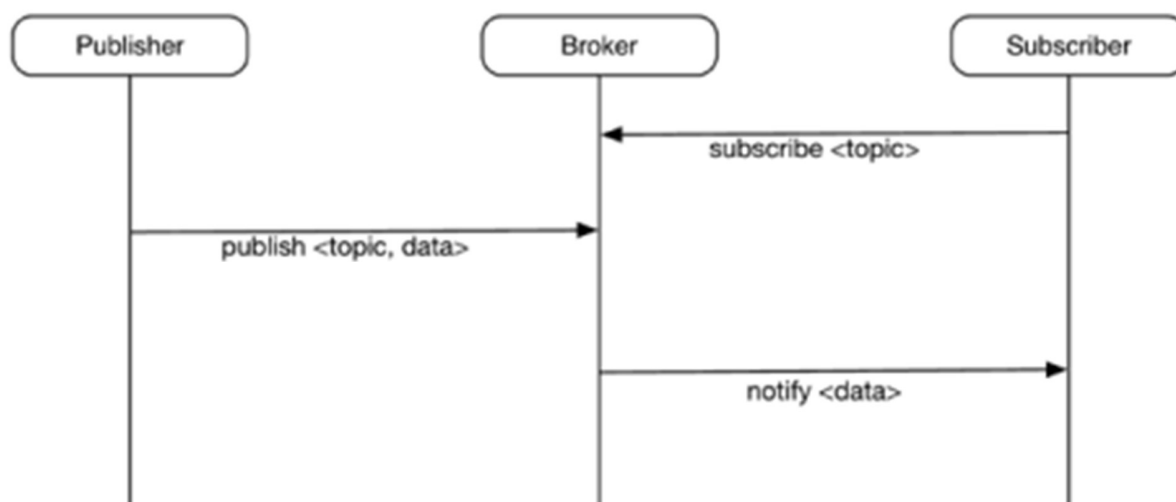 Publisher
Broker
Subscriber
subscribe <topic>
publish <topic, data>
notify <data>